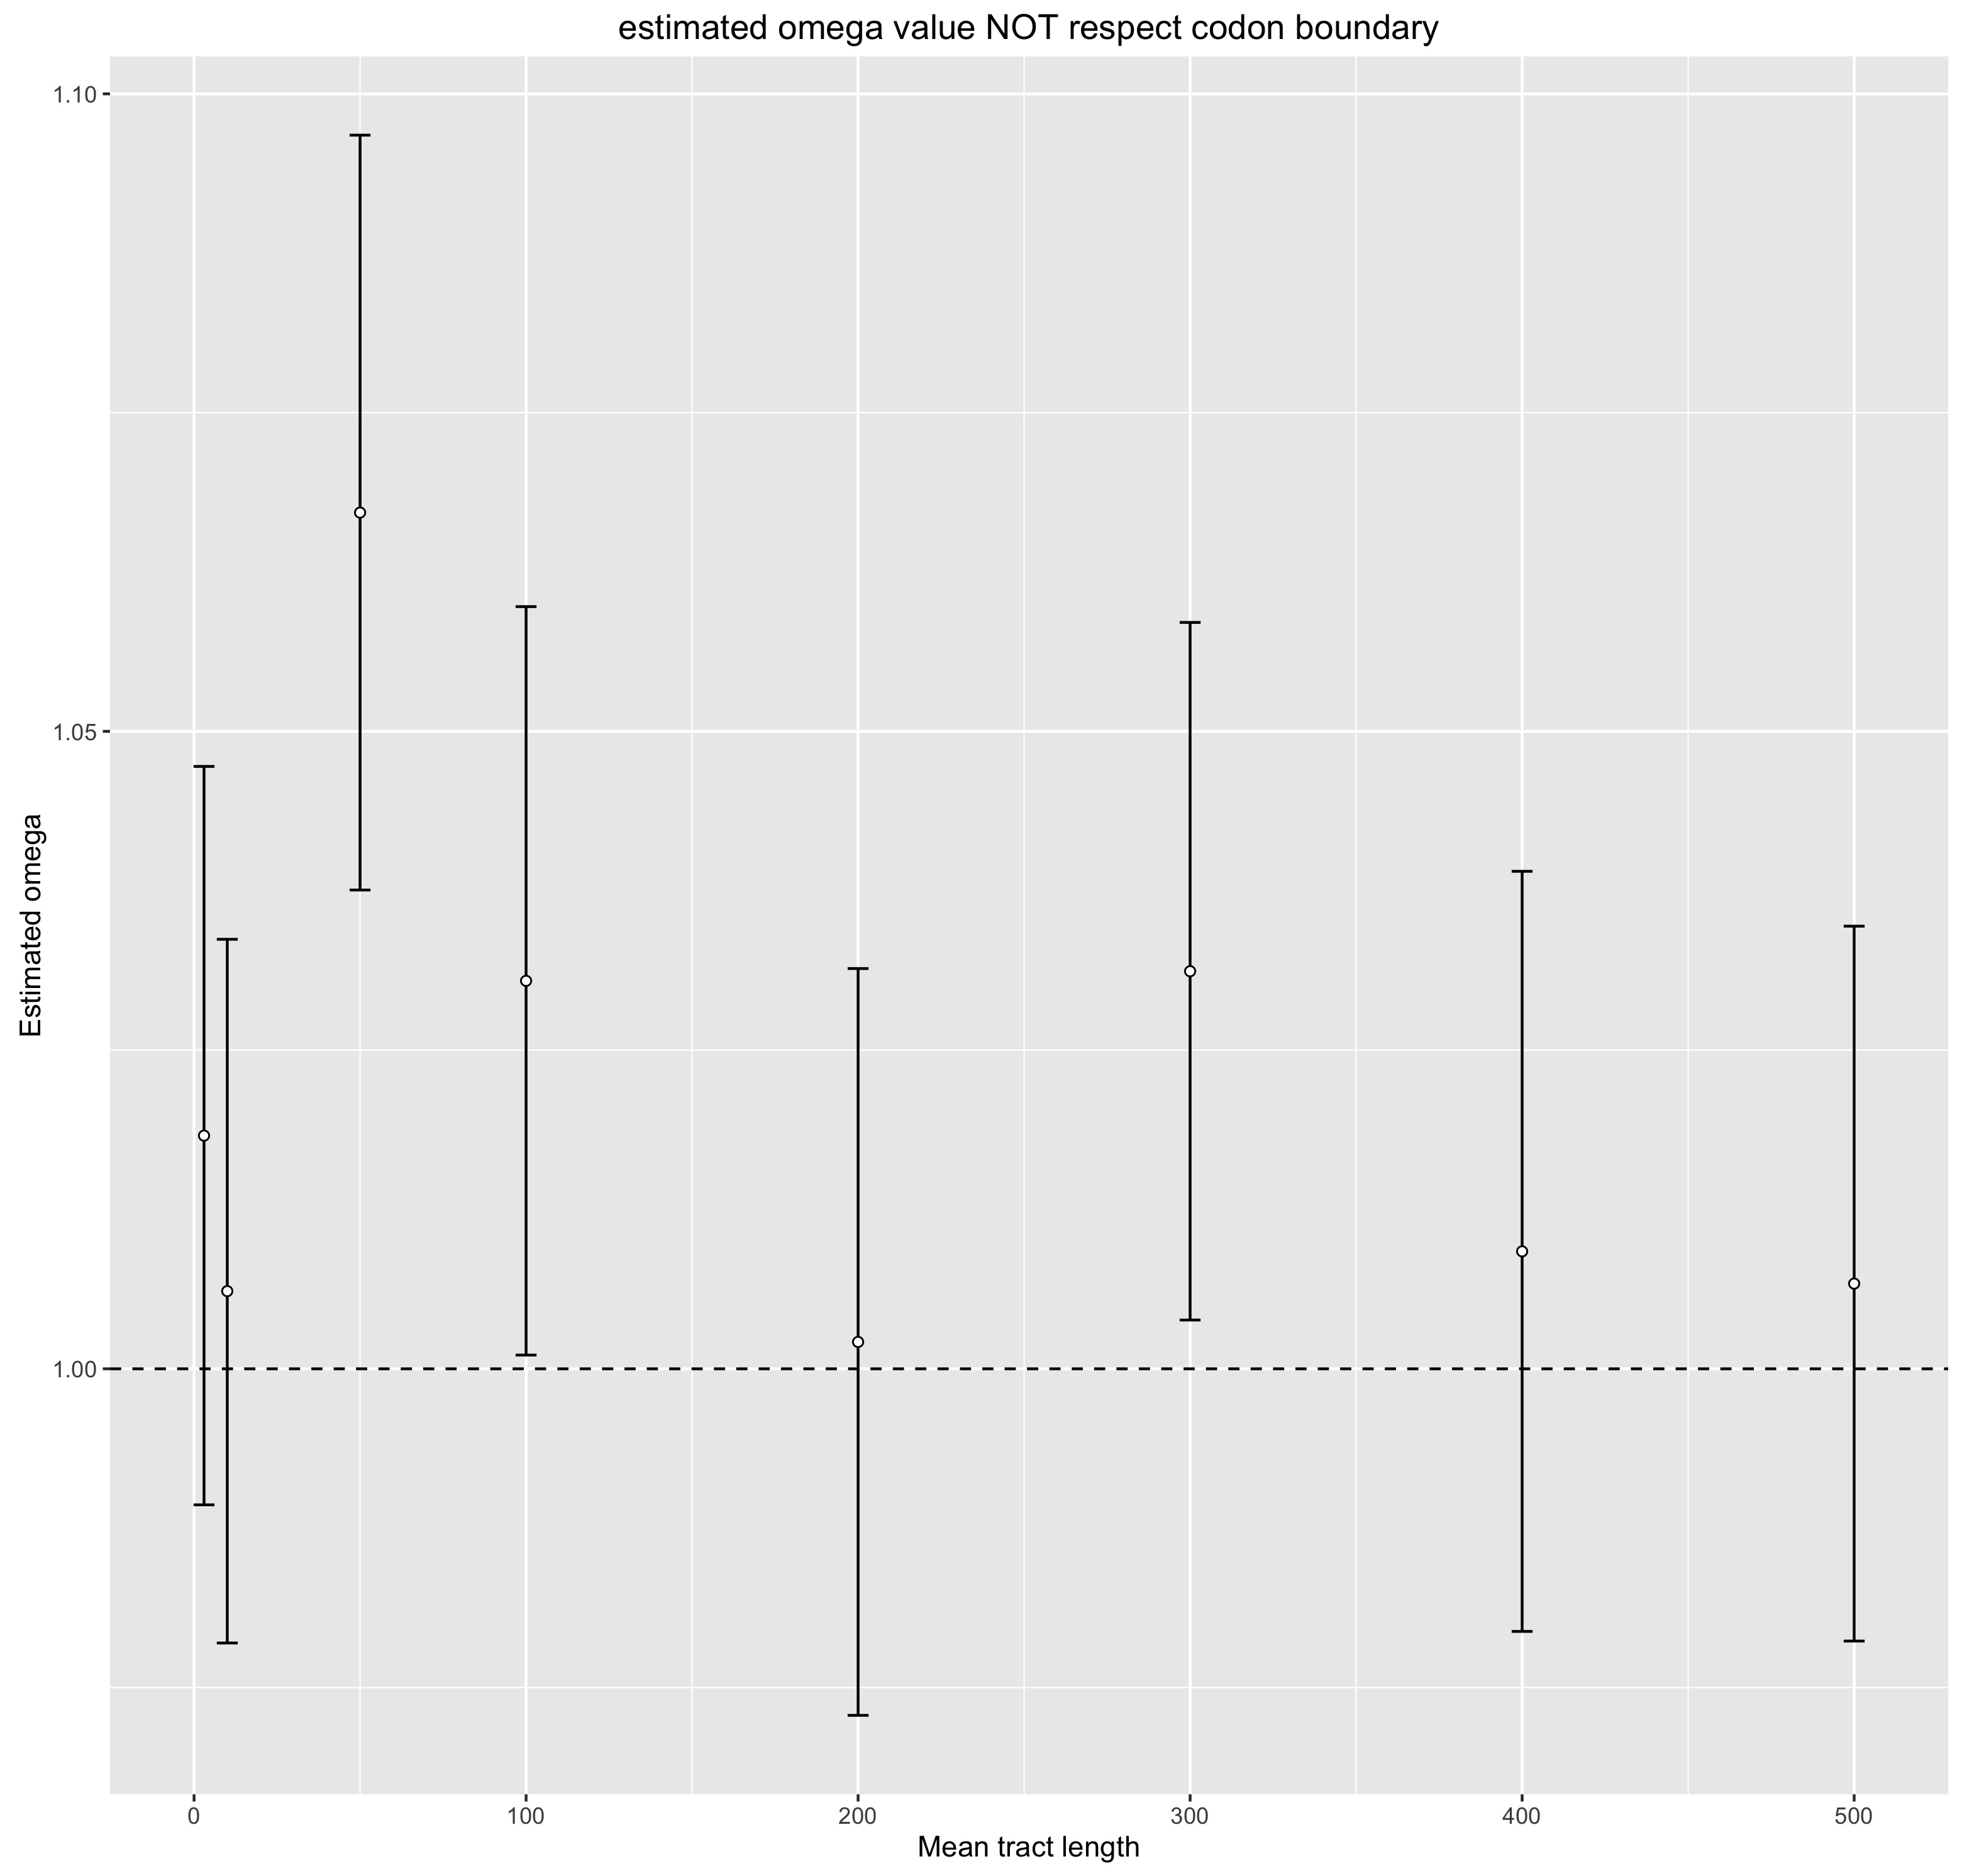 estimated omega value NOT respect codon boundary
1.10
1.05
1.00
Estimated omega
0 100 200 300 400 500
Mean tract length